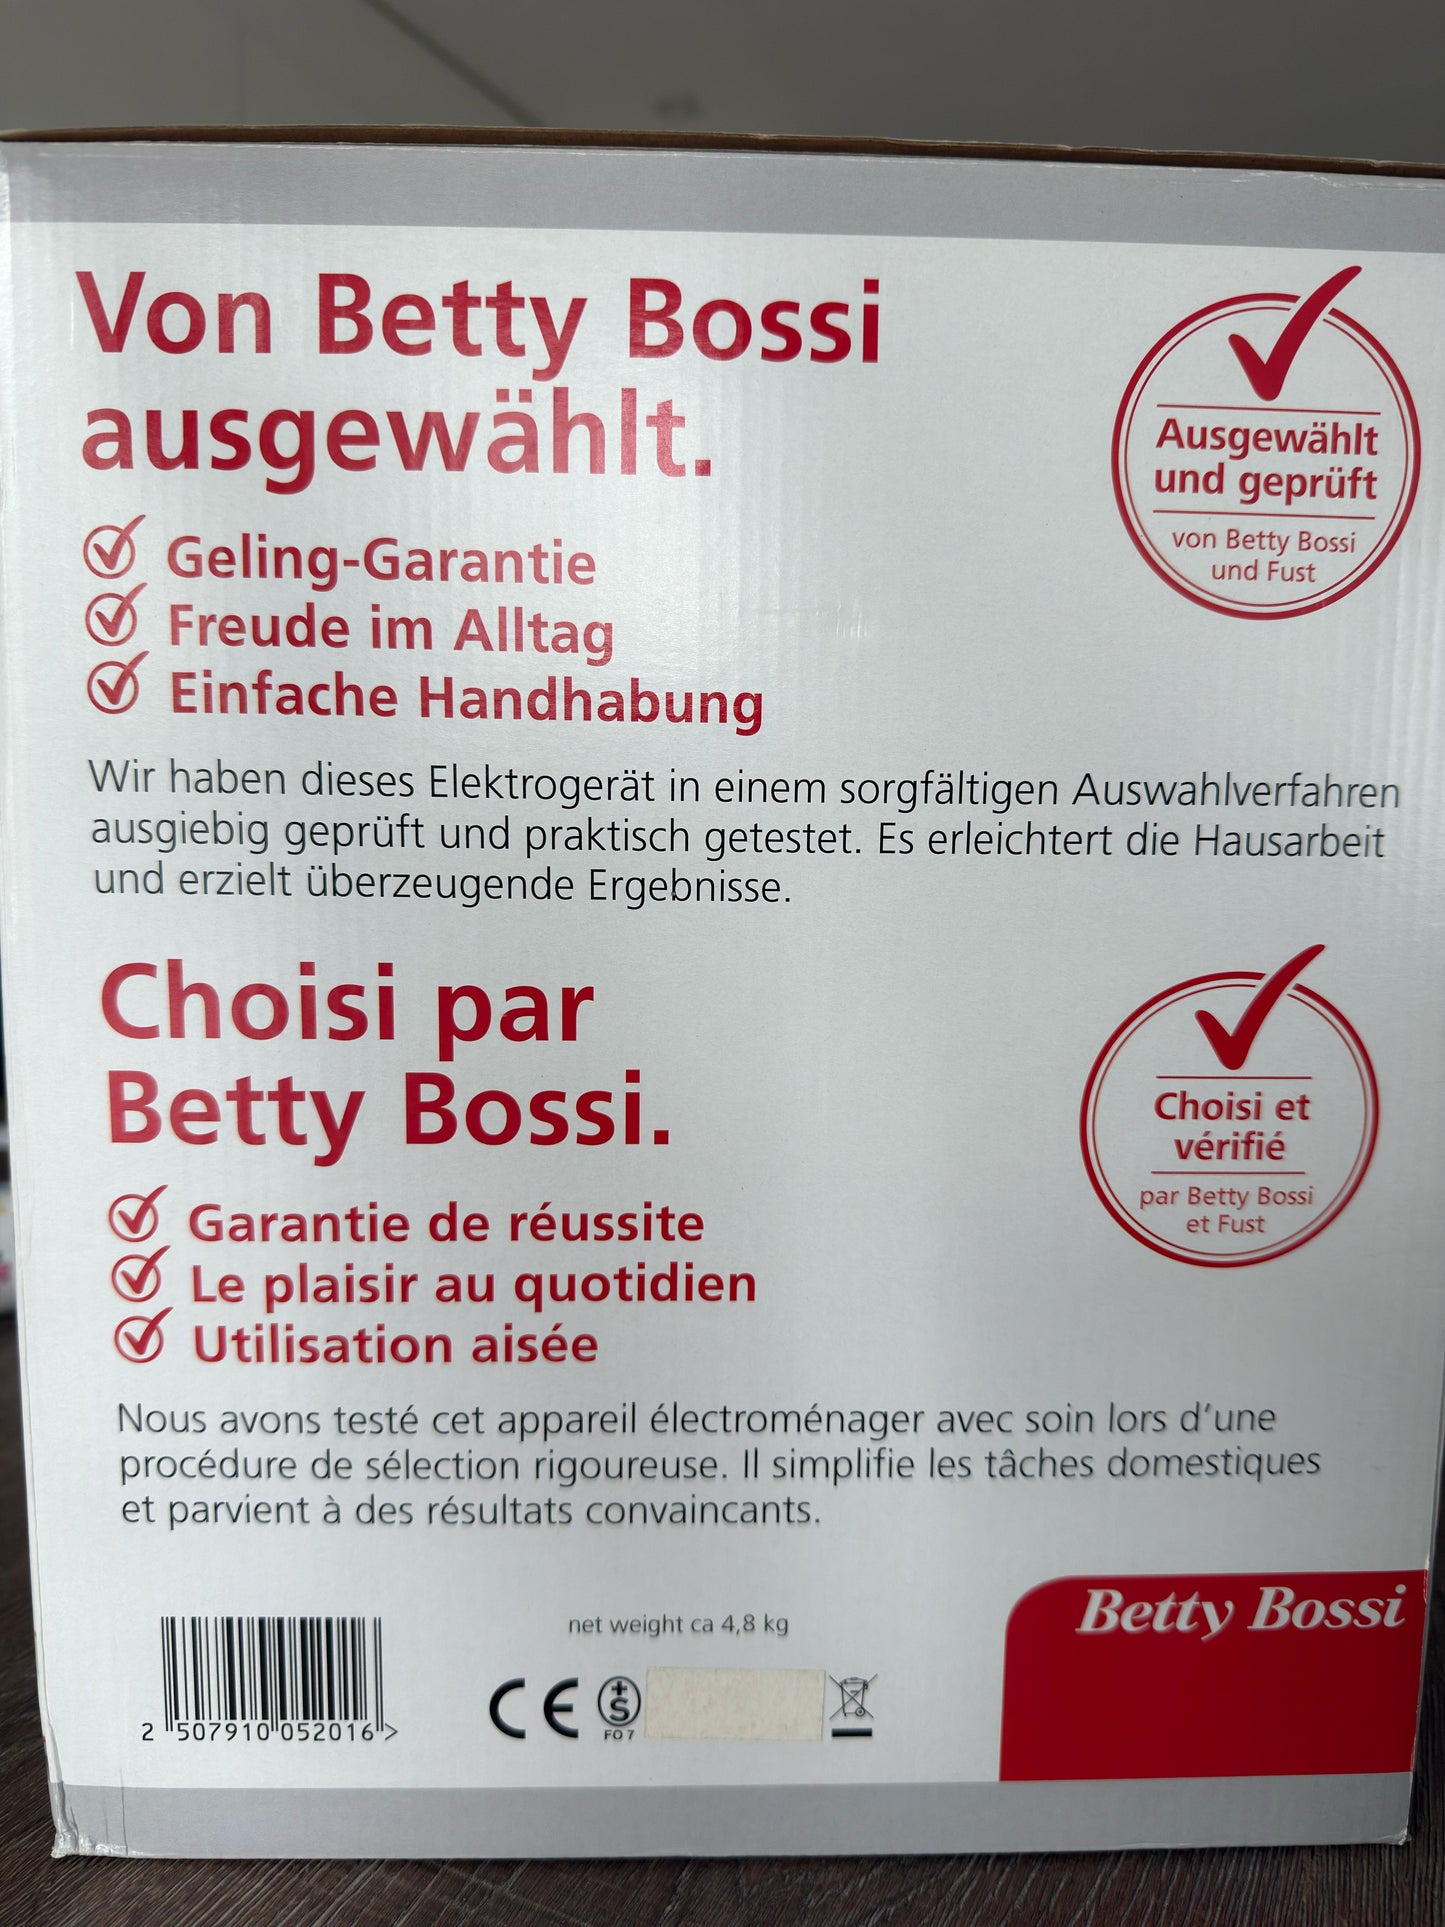 Von Betty Bossi
ausgewählt.
Ausgewählt
und geprüft
von Betty Bossi
und Fust
Geling-Garantie
Freude im Alltag
Einfache Handhabung
Wir haben dieses Elektrogerät in einem sorgfältigen Auswahlverfahren
ausgiebig geprüft und praktisch getestet. Es erleichtert die Hausarbeit
und erzielt überzeugende Ergebnisse.
Choisi par
Betty Bossi.
Choisi et
vérifié
par Betty Bossi
et Fust
Garantie de réussite
Le plaisir au quotidien
Utilisation aisée
Nous avons testé cet appareil électroménager avec soin lors d’une
procédure de sélection rigoureuse. Il simplifie les tâches domestiques
et parvient à des résultats convaincants.
Betty Bossi
net weight ca 4,8 kg
CE +S
FO 7
2 507910 052016 >